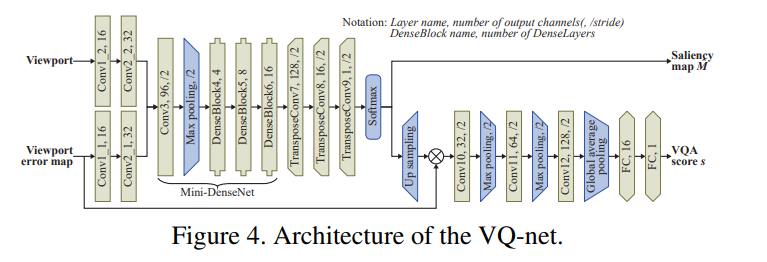 Notation: Layer name, number of output channels(, /stride)
DenseBlock name, number of DenseLayers
Viewport
Conv1_2, 16
Conv2_2, 32
Viewport
error map
Conv1_1, 16
Conv2_1, 32
Conv3, 96, /2
Max pooling, /2
DenseBlock4, 4
DenseBlock5, 8
DenseBlock6, 16
Mini-DenseNet
TransposeConv7, 128, /2
TransposeConv8, 16, /2
TransposeConv9, 1, /2
Softmax
Saliency
map M
Up sampling
Conv10, 32, /2
Max pooling, /2
Conv11, 64, /2
Max pooling, /2
Conv12, 128, /2
Global average
pooling
FC, 16
FC, 1
VQA
score s
Figure 4. Architecture of the VQ-net.